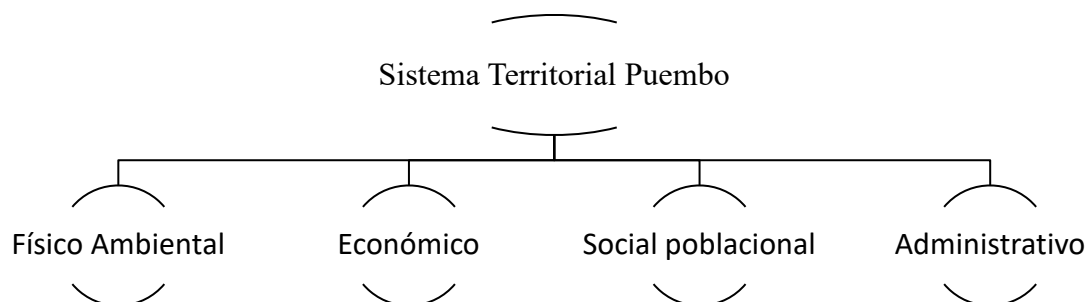 Sistema Territorial Puembo
Físico Ambiental
Económico
Social poblacional
Administrativo